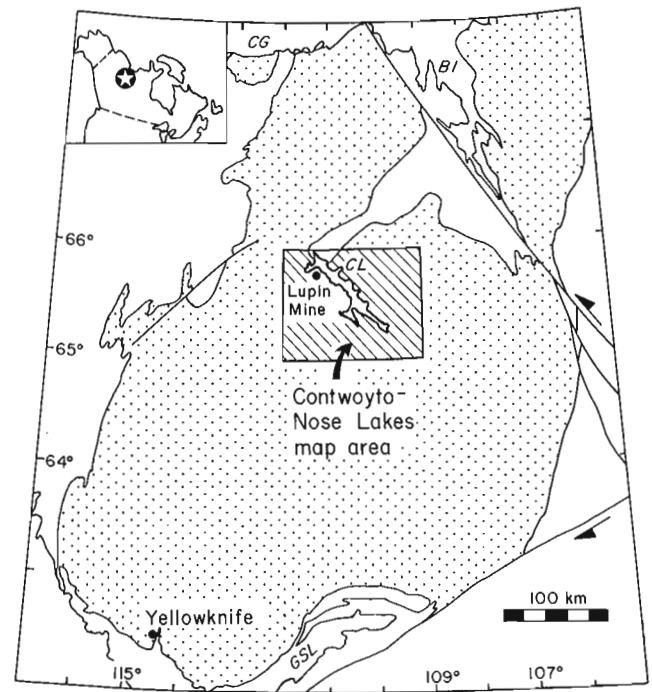 CG
BI
66°
CL
Lupin
Mine
65°
Contwoyto-
Nose Lakes
map area
64°
100 km
Yellowknife
GSL
115°
109°
107°